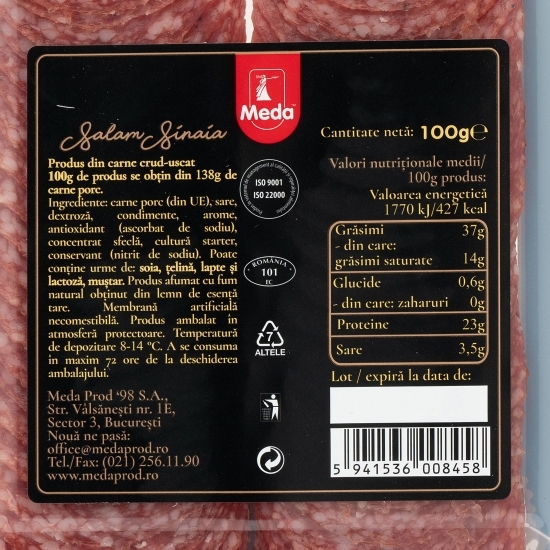 Meda
Salam Sinaia
Produs din carne crud-uscat
100g de produs se obțin din 138g de
carne porc.
Ingrediente: carne porc (din UE), sare,
dextroză, condimente, arome,
antioxidant (ascorbat de sodiu),
concentrat sfeclă, cultură starter,
conservant (nitrit de sodiu). Poate
conține urme de: soia, țelină, lapte și
lactoză, muștar. Produs afumat cu fum
natural obținut din lemn de esență
tare. Membrană artificială
necomestibilă. Produs ambalat in
atmosferă protectoare. Temperatură
de depozitare 8-14 ºC. A se consuma
in maxim 72 ore de la deschiderea
ambalajului.
Meda Prod ‘98 S.A.,
Str. Vălsănești nr. 1E,
Sector 3, București
Nouă ne pasă:
office@medaprod.ro
Tel./Fax: (021) 256.11.90
www.medaprod.ro
ISO 9001
ISO 22000
ROMÂNIA
101
EC
7
ALTELE
Cantitate netă: 100g℮
Valori nutriționale medii/
100g produs:
Valoarea energetică
1770 kJ/427 kcal
Grăsimi 37g
- din care:
grăsimi saturate 14g
Glucide 0,6g
- din care: zaharuri 0g
Proteine 23g
Sare 3,5g
Lot / expiră la data de:
5 941536 008458